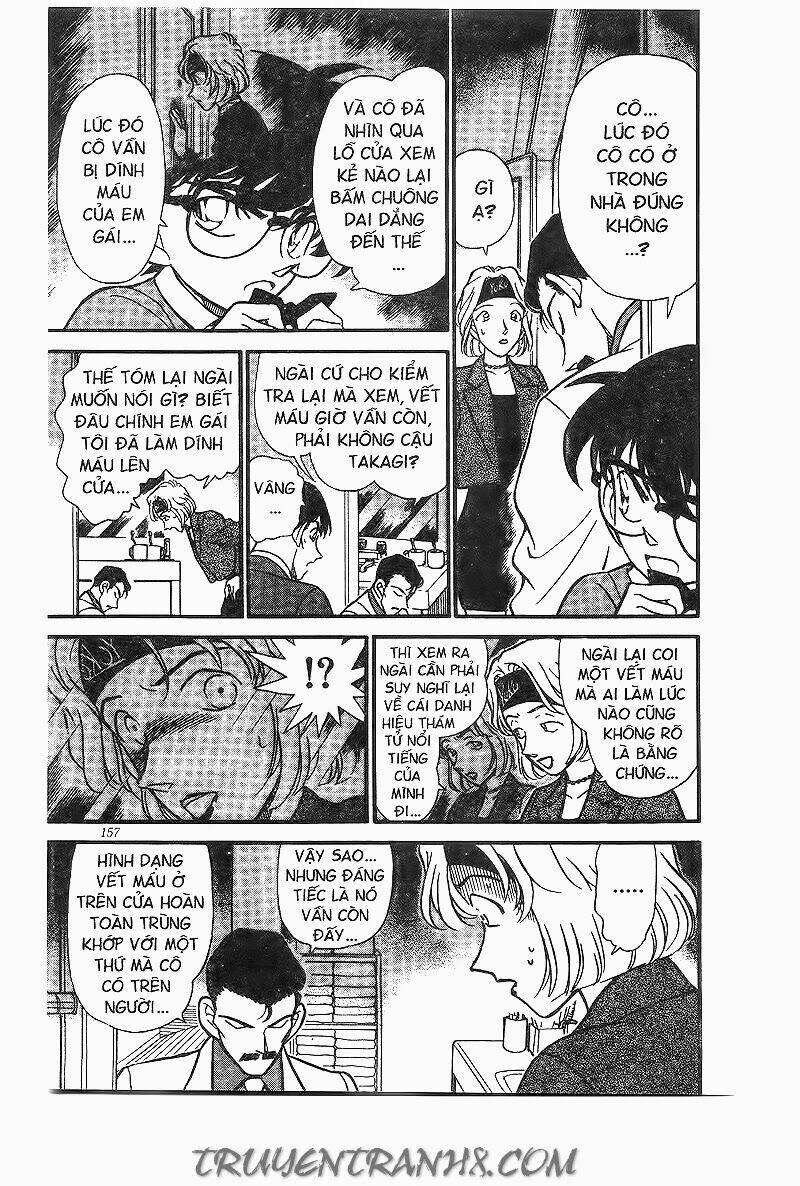 CÔ...
LÚC ĐÓ
CÔ CÓ Ở
TRONG
NHÀ ĐÚNG
KHÔNG
...?
GÌ
Ạ?
VÀ CÔ ĐÃ
NHÌN QUA
LỖ CỬA XEM
KẺ NÀO LẠI
BẤM CHUÔNG
DAI DẲNG
ĐẾN THẾ
...
LÚC ĐÓ
CÔ VẪN
BỊ DÍNH
MÁU
CỦA EM
GÁI...
NGÀI CỨ CHO KIỂM
TRA LẠI MÀ XEM, VẾT
MÁU GIỜ VẪN CÒN,
PHẢI KHÔNG CẬU
TAKAGI?
VÂNG
...
THẾ TÓM LẠI NGÀI
MUỐN NÓI GÌ? BIẾT
ĐÂU CHÍNH EM GÁI
TÔI ĐÃ LÀM DÍNH
MÁU LÊN
CỬA...
NGÀI LẠI COI
MỘT VẾT MÁU
MÀ AI LÀM LÚC
NÀO CŨNG
KHÔNG RÕ
LÀ BẰNG
CHỨNG...
THÌ XEM RA
NGÀI CẦN PHẢI
SUY NGHĨ LẠI
VỀ CÁI DANH
HIỆU THÁM
TỬ NỔI
TIẾNG
CỦA
MÌNH
ĐI...
!?
157
......
VẬY SAO...
NHƯNG ĐÁNG
TIẾC LÀ NÓ
VẪN CÒN
ĐẤY...
HÌNH DẠNG
VẾT MÁU Ở
TRÊN CỬA HOÀN
TOÀN TRÙNG
KHỚP VỚI MỘT
THỨ MÀ CÔ
CÓ TRÊN
NGƯỜI...
TRUYENTRANH8.COM